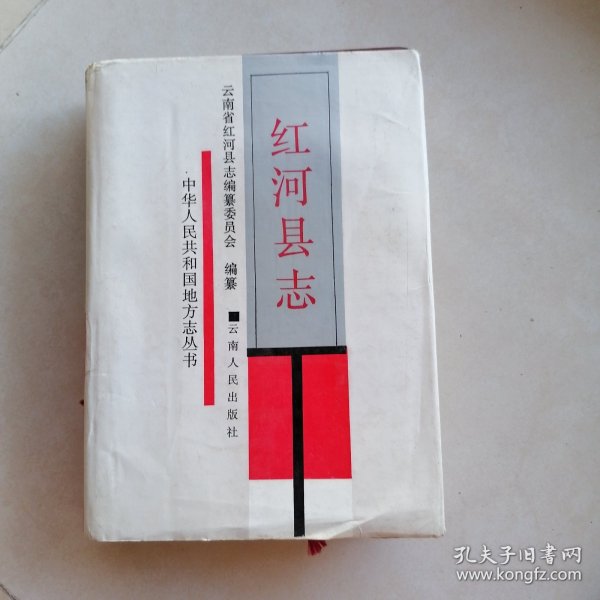 红河县志
云南省红河县志编纂委员会 编纂
云南人民出版社
中华人民共和国地方志丛书
孔夫子旧书网
www.kongfz.com